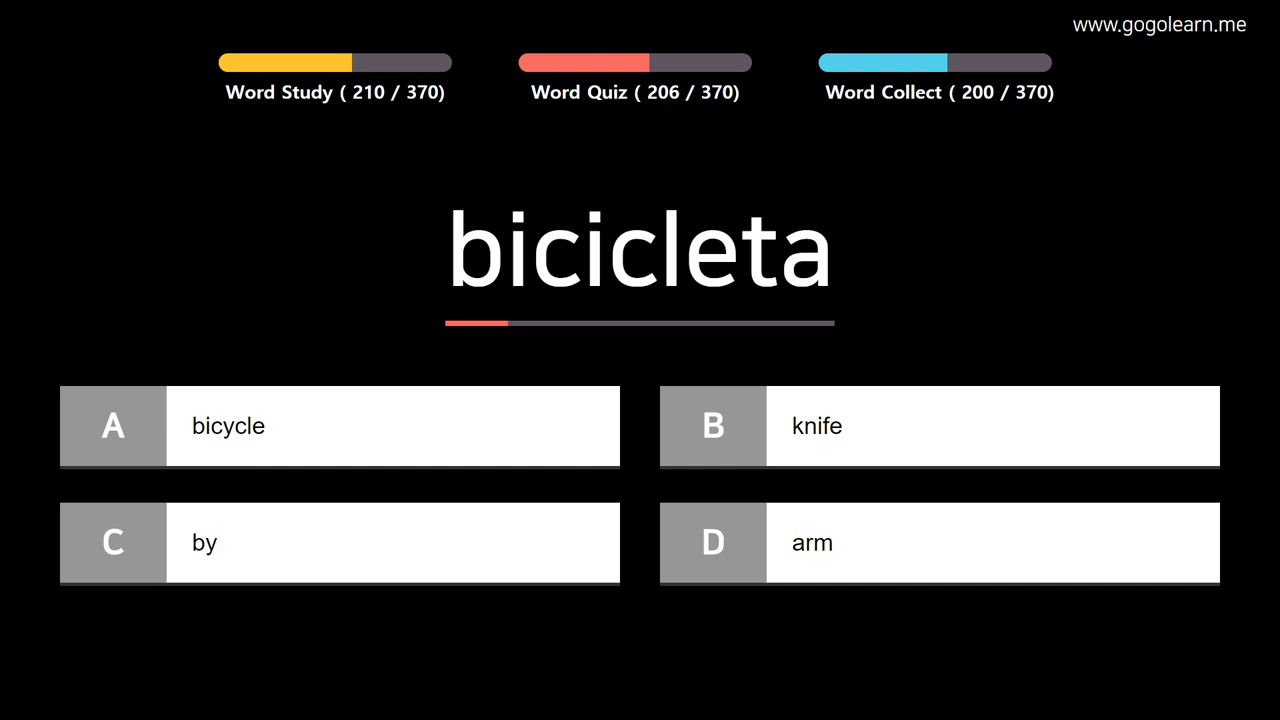 www.gogolearn.me
Word Study ( 210 / 370)
Word Quiz ( 206 / 370)
Word Collect ( 200 / 370)
bicicleta
A bicycle
B knife
C by
D arm